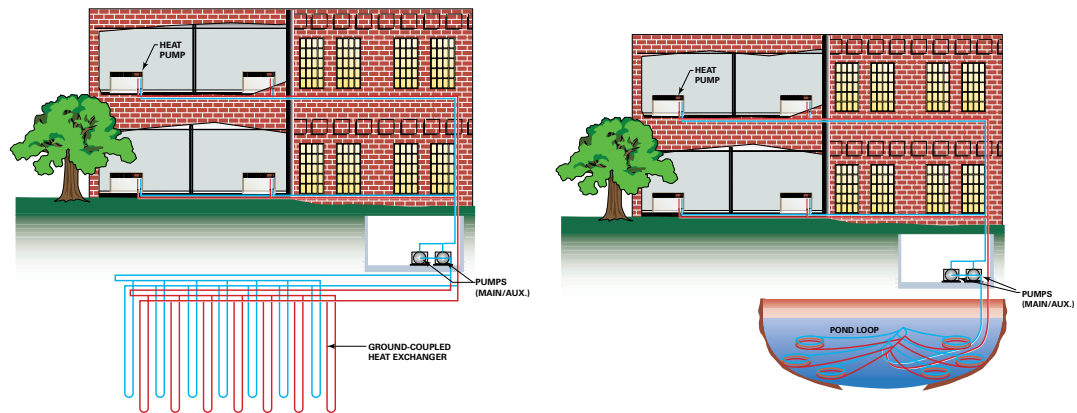 HEAT
PUMP
PUMPS
(MAIN/AUX.)
GROUND-COUPLED
HEAT EXCHANGER
HEAT
PUMP
PUMPS
(MAIN/AUX.)
POND LOOP